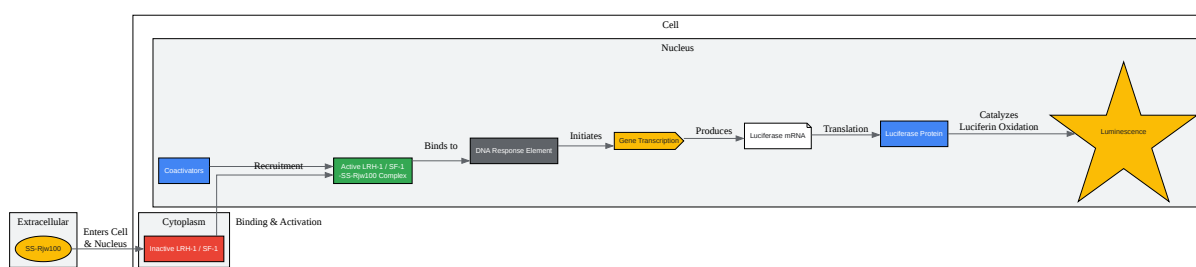 Cell
Nucleus
Catalyzes
Luciferin Oxidation
Luminescence
Initiates
Produces
Translation
Gene Transcription
Luciferase mRNA
Luciferase Protein
Binds to
DNA Response Element
Coactivators
Recruitment
Active LRH-1 / SF-1
-SS-Rjw100 Complex
Extracellular
Cytoplasm
Binding & Activation
SS-Rjw100
Enters Cell
& Nucleus
Inactive LRH-1 / SF-1